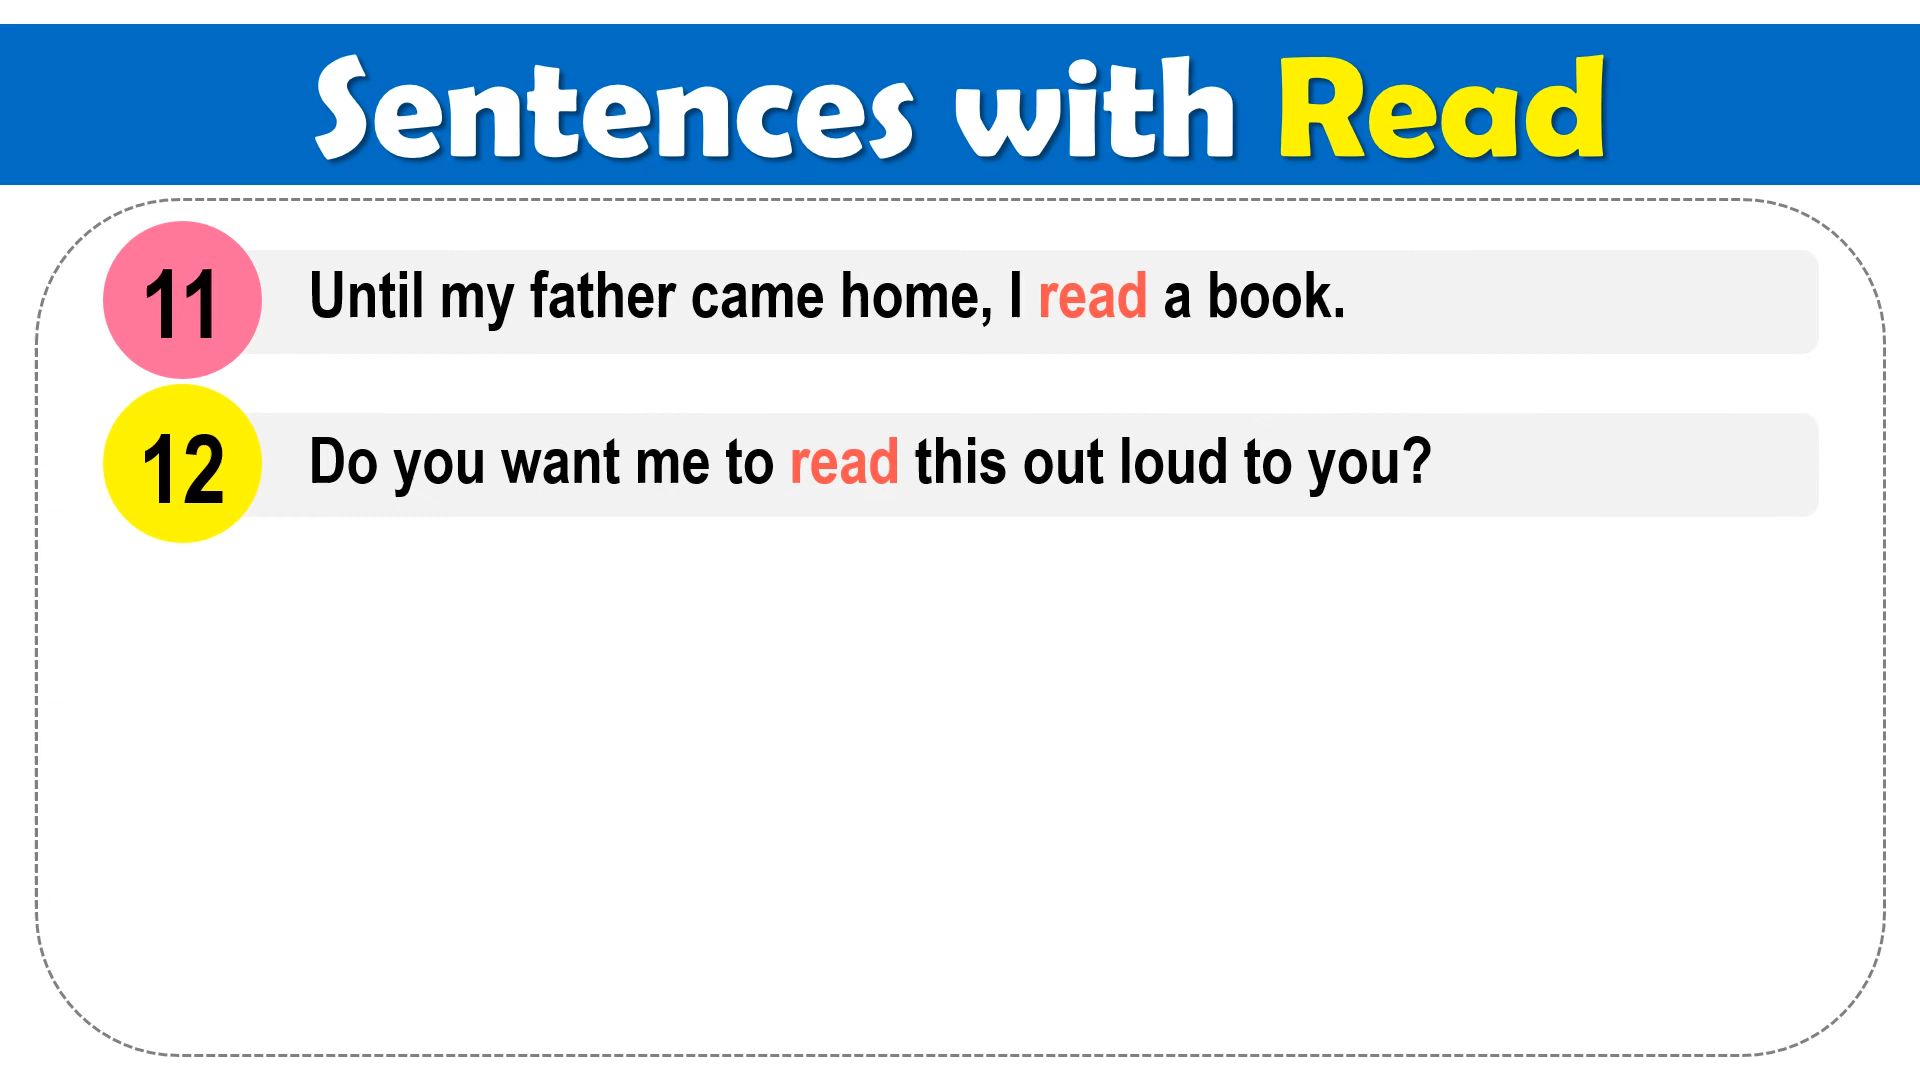 Sentences with Read
11 Until my father came home, I read a book.
12 Do you want me to read this out loud to you?